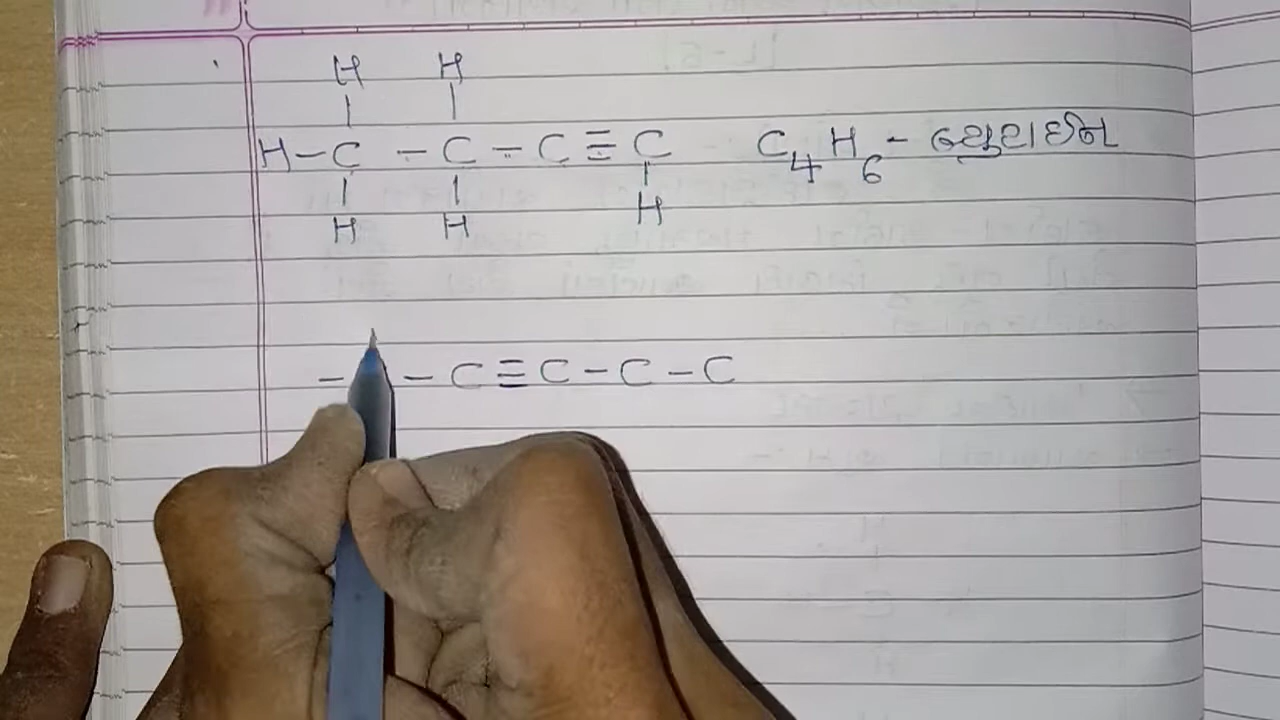 H H
H-C - C - C ≡ C C4H6 - બ્યુટાઈન
H H H
- - C ≡ C - C - C